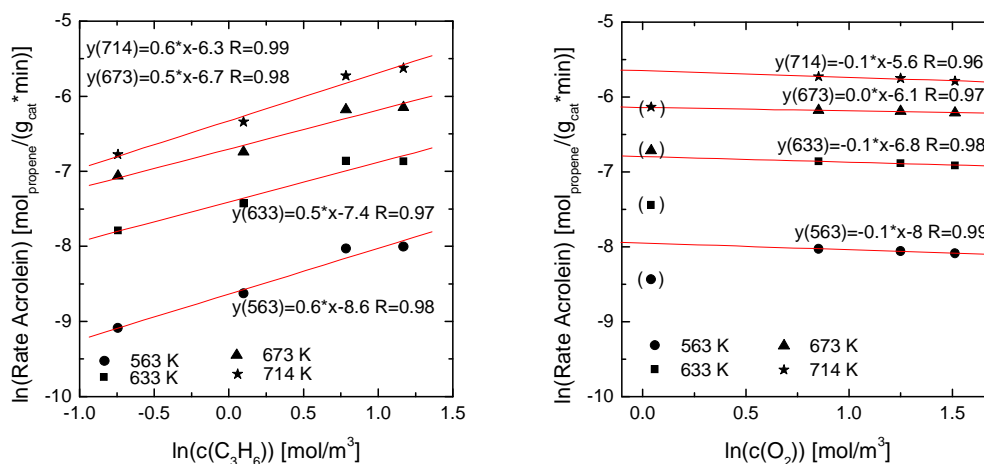 y(714)=0.6*x-6.3 R=0.99
y(673)=0.5*x-6.7 R=0.98
y(633)=0.5*x-7.4 R=0.97
y(563)=0.6*x-8.6 R=0.98
563 K
633 K
673 K
714 K
-5
-6
-7
-8
-9
-10
-1.0 -0.5 0.0 0.5 1.0 1.5
ln(c(C3H6)) [mol/m3]
ln(Rate Acrolein) [molpropene/(gcat*min)]
y(714)=-0.1*x-5.6 R=0.96
y(673)=0.0*x-6.1 R=0.97
y(633)=-0.1*x-6.8 R=0.98
y(563)=-0.1*x-8 R=0.99
( )
( )
( )
( )
563 K
633 K
673 K
714 K
-5
-6
-7
-8
-9
-10
0.0 0.5 1.0 1.5
ln(c(O2)) [mol/m3]
ln(Rate Acrolein) [molpropene/(gcat*min)]